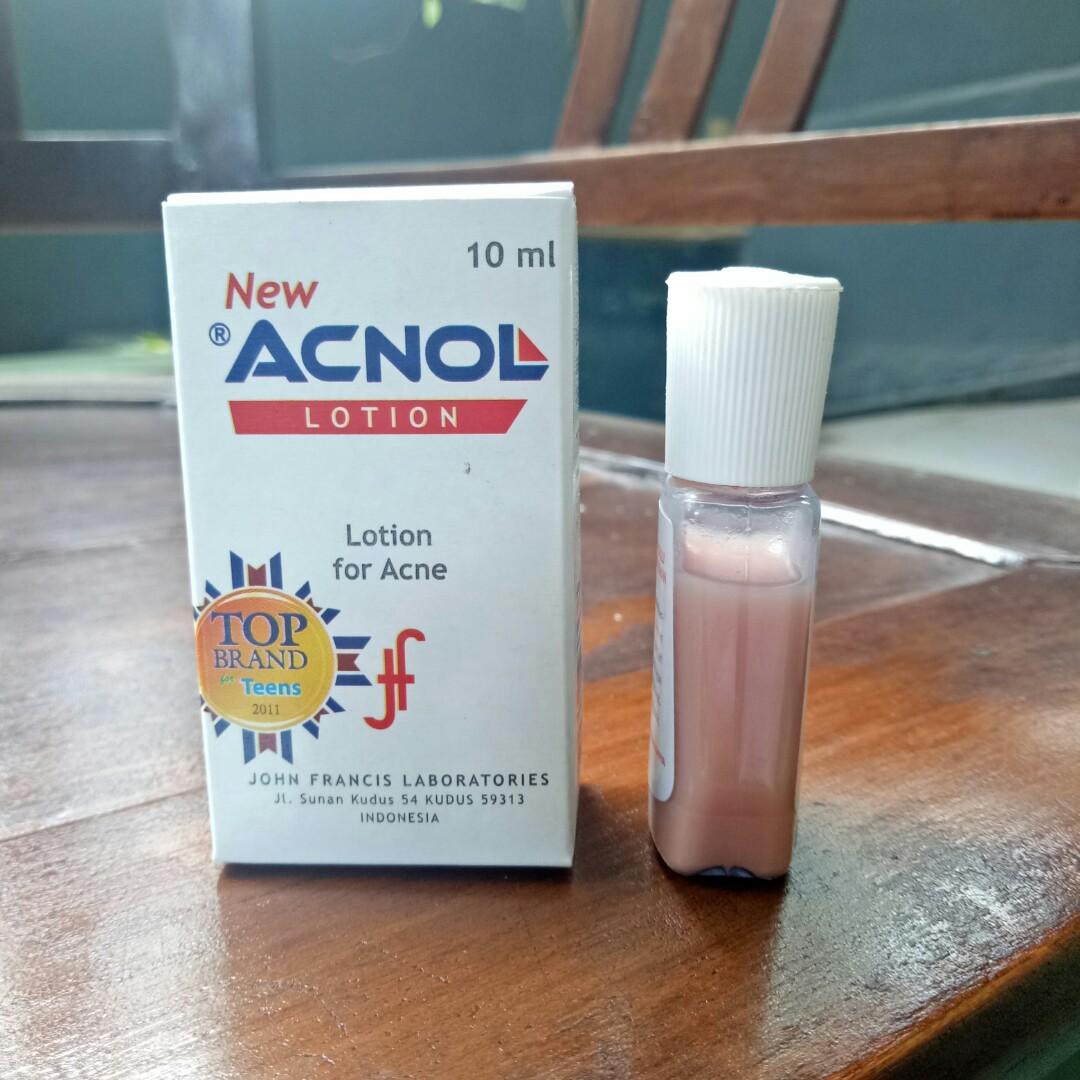 10 ml
New
® ACNOL
LOTION
Lotion
for Acne
TOP
BRAND
for Teens
2011
JOHN FRANCIS LABORATORIES
Jl. Sunan Kudus 54 KUDUS 59313
INDONESIA